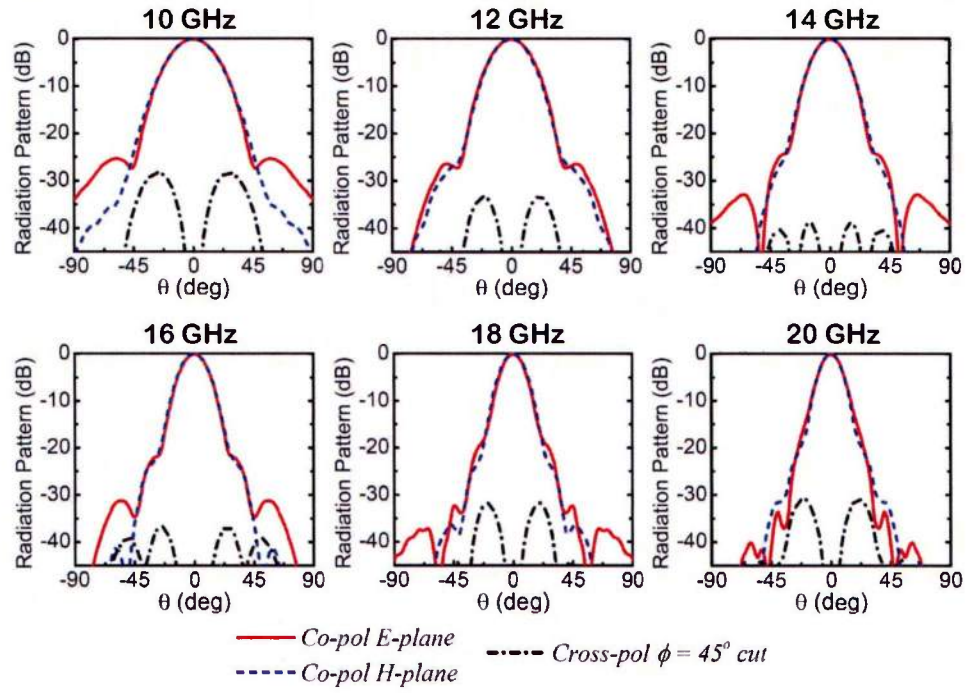 10 GHz
12 GHz
14 GHz
Radiation Pattern (dB)
0
-10
-20
-30
-40
-90 -45 0 45 90
θ (deg)
Radiation Pattern (dB)
0
-10
-20
-30
-40
-90 -45 0 45 90
θ (deg)
Radiation Pattern (dB)
0
-10
-20
-30
-40
-90 -45 0 45 90
θ (deg)
16 GHz
18 GHz
20 GHz
Radiation Pattern (dB)
0
-10
-20
-30
-40
-90 -45 0 45 90
θ (deg)
Radiation Pattern (dB)
0
-10
-20
-30
-40
-90 -45 0 45 90
θ (deg)
Radiation Pattern (dB)
0
-10
-20
-30
-40
-90 -45 0 45 90
θ (deg)
Co-pol E-plane
Co-pol H-plane
Cross-pol ϕ = 45° cut